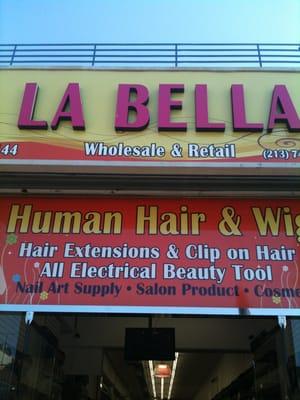 LA BELLA
Wholesale & Retail
44
(213) 7
Human Hair & Wig
Hair Extensions & Clip on Hair
All Electrical Beauty Tool
Nail Art Supply • Salon Product • Cosme